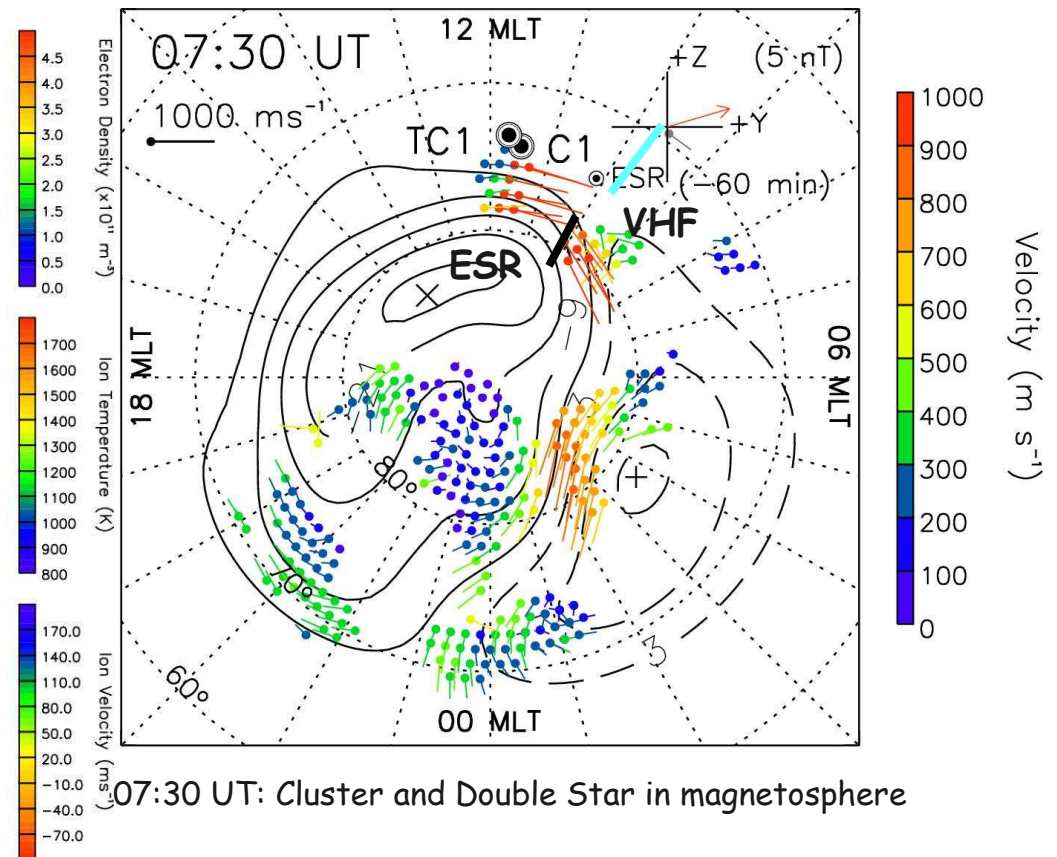 12 MLT
07:30 UT
+Z (5 nT)
1000 ms⁻¹
+Y
TC1
C1
ESR (-60 min)
VHF
ESR
18 MLT
06 MLT
80°
70°
60°
3
00 MLT
4.5
4.0
3.5
3.0
2.5
2.0
1.5
1.0
0.5
0.0
Electron Density (x10¹¹ m⁻³)
1700
1600
1500
1400
1300
1200
1100
1000
900
800
Ion Temperature (K)
170.0
140.0
110.0
80.0
50.0
20.0
-10.0
-40.0
-70.0
Ion Velocity (ms⁻¹)
1000
900
800
700
600
500
400
300
200
100
0
Velocity (m s⁻¹)
07:30 UT: Cluster and Double Star in magnetosphere